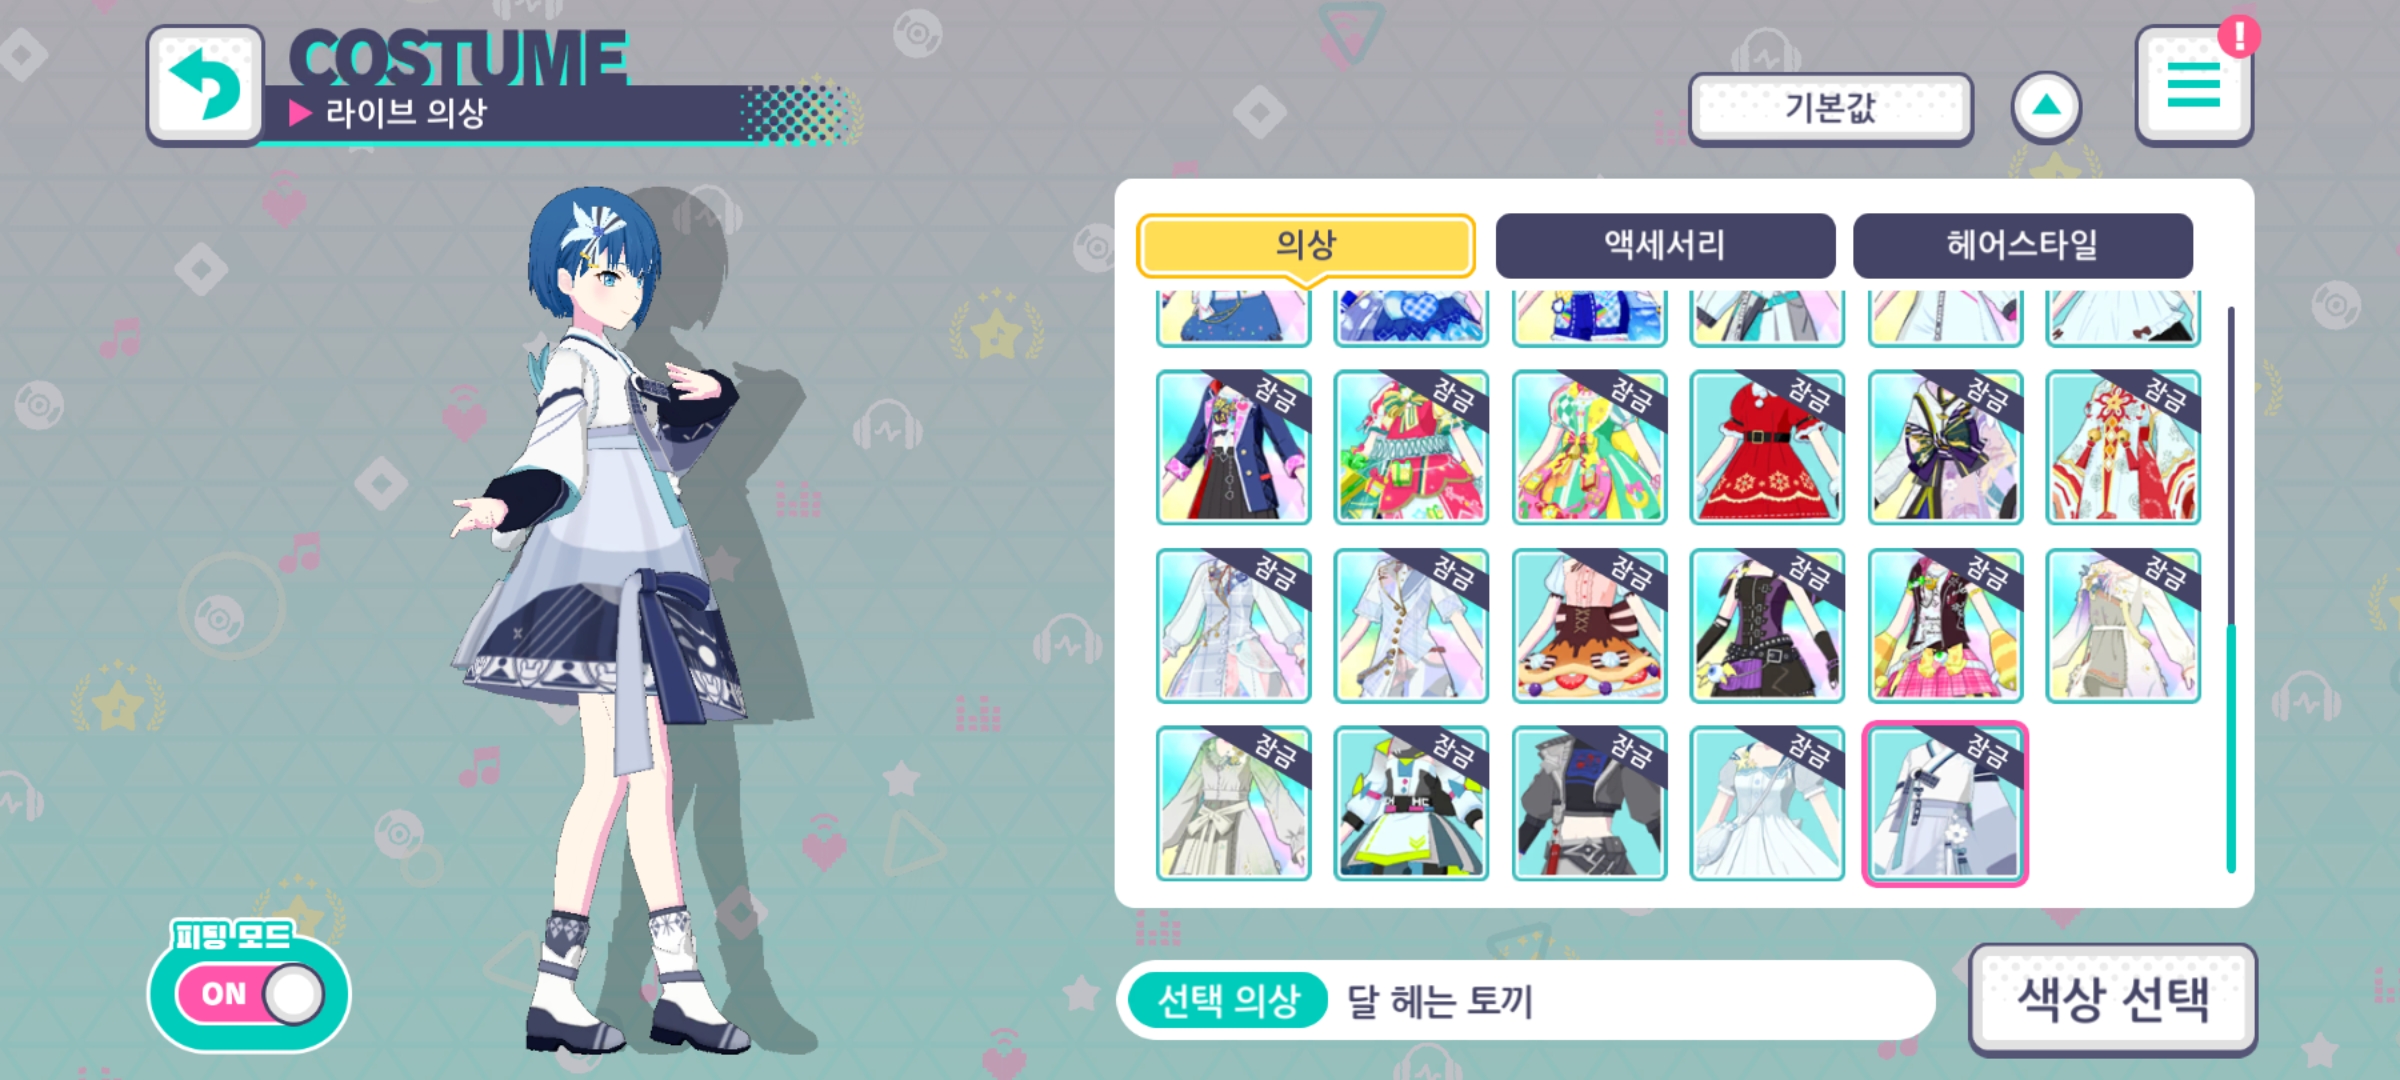 COSTUME
라이브 의상
기본값
!
의상
액세서리
헤어스타일
잠금 잠금 잠금 잠금 잠금 잠금
잠금 잠금 잠금 잠금 잠금 잠금
잠금 잠금 잠금 잠금 잠금
피팅 모드
ON
선택 의상
달 헤는 토끼
색상 선택